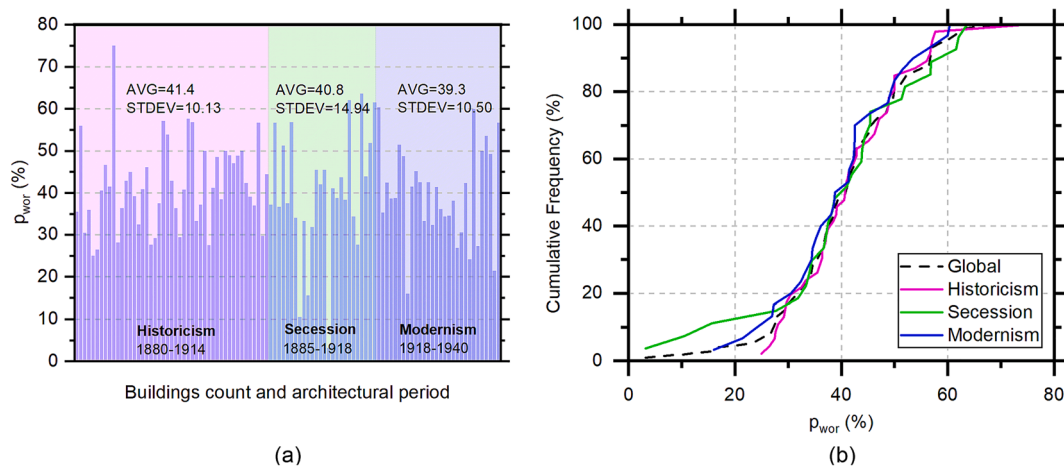 80
70
60
50
40
30
20
10
0
p_wor (%)
AVG=41.4
STDEV=10.13
AVG=40.8
STDEV=14.94
AVG=39.3
STDEV=10.50
Historicism
1880-1914
Secession
1885-1918
Modernism
1918-1940
Buildings count and architectural period
(a)
100
80
60
40
20
0
Cumulative Frequency (%)
Global
Historicism
Secession
Modernism
0 20 40 60 80
p_wor (%)
(b)